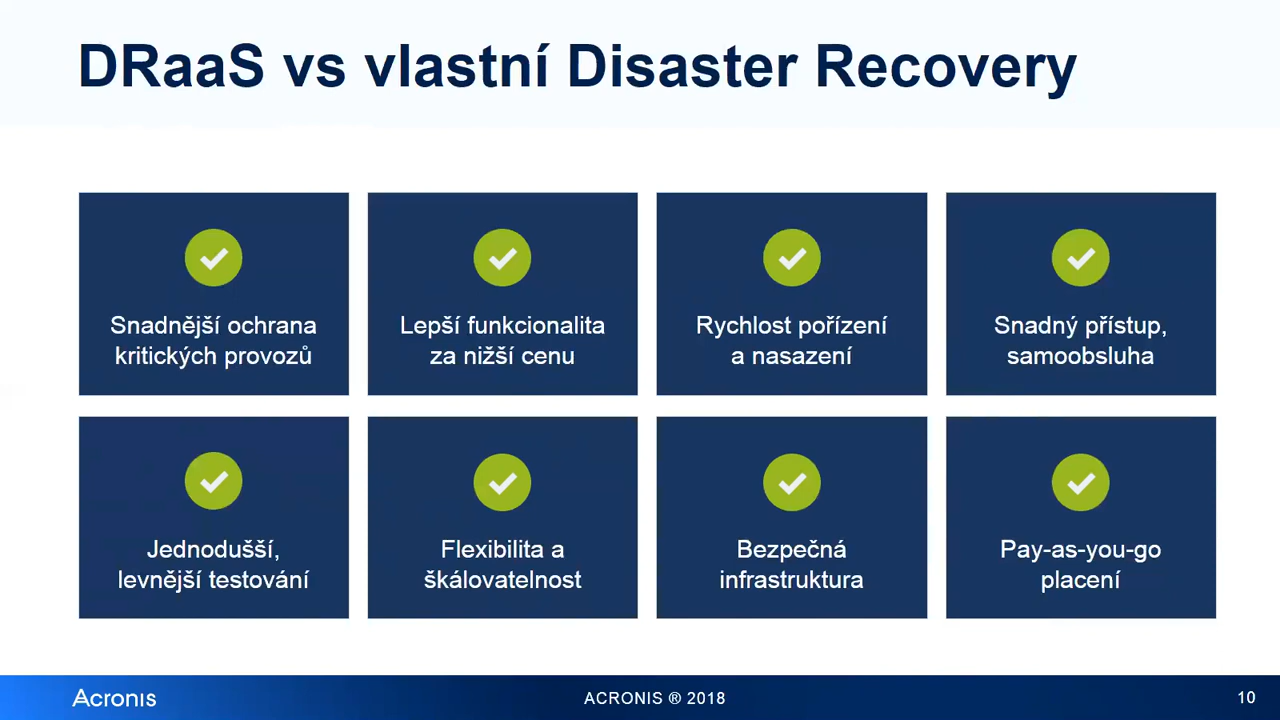 DRaaS vs vlastní Disaster Recovery
Snadnější ochrana
kritických provozů
Lepší funkcionalita
za nižší cenu
Rychlost pořízení
a nasazení
Snadný přístup,
samoobsluha
Jednodušší,
levnější testování
Flexibilita a
škálovatelnost
Bezpečná
infrastruktura
Pay-as-you-go
placení
Acronis
ACRONIS ® 2018
10